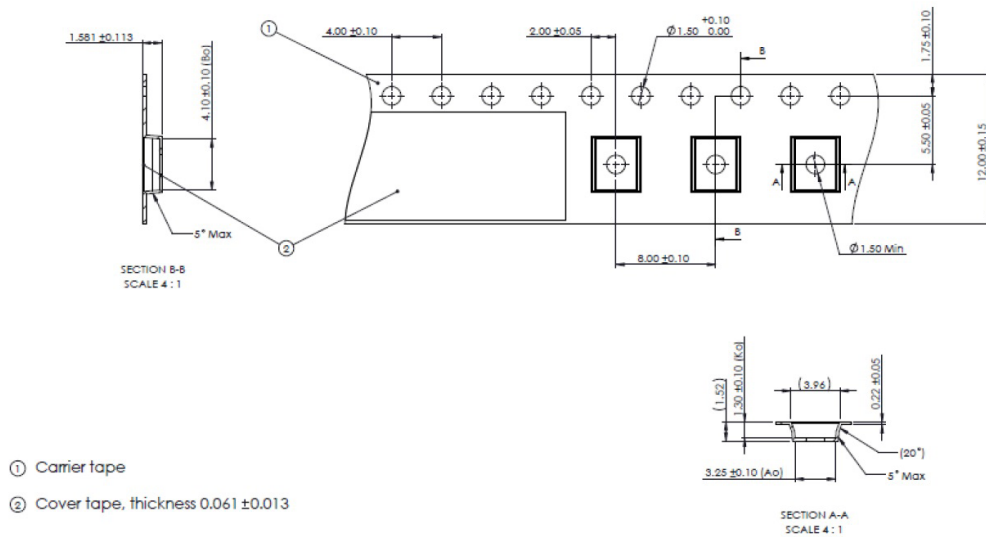 1.581 ±0.113
4.10 ±0.10 (Bo)
5° Max
SECTION B-B
SCALE 4 : 1
①
②
4.00 ±0.10
2.00 ±0.05
Ø 1.50 +0.10 0.00
B
1.75 ±0.10
5.50 ±0.05
12.00 ±0.15
A
A
B
Ø 1.50 Min
8.00 ±0.10
(1.52)
1.30 ±0.10 (Ko)
(3.96)
0.22 ±0.05
(20°)
5° Max
3.25 ±0.10 (Ao)
SECTION A-A
SCALE 4 : 1
① Carrier tape
② Cover tape, thickness 0.061 ±0.013